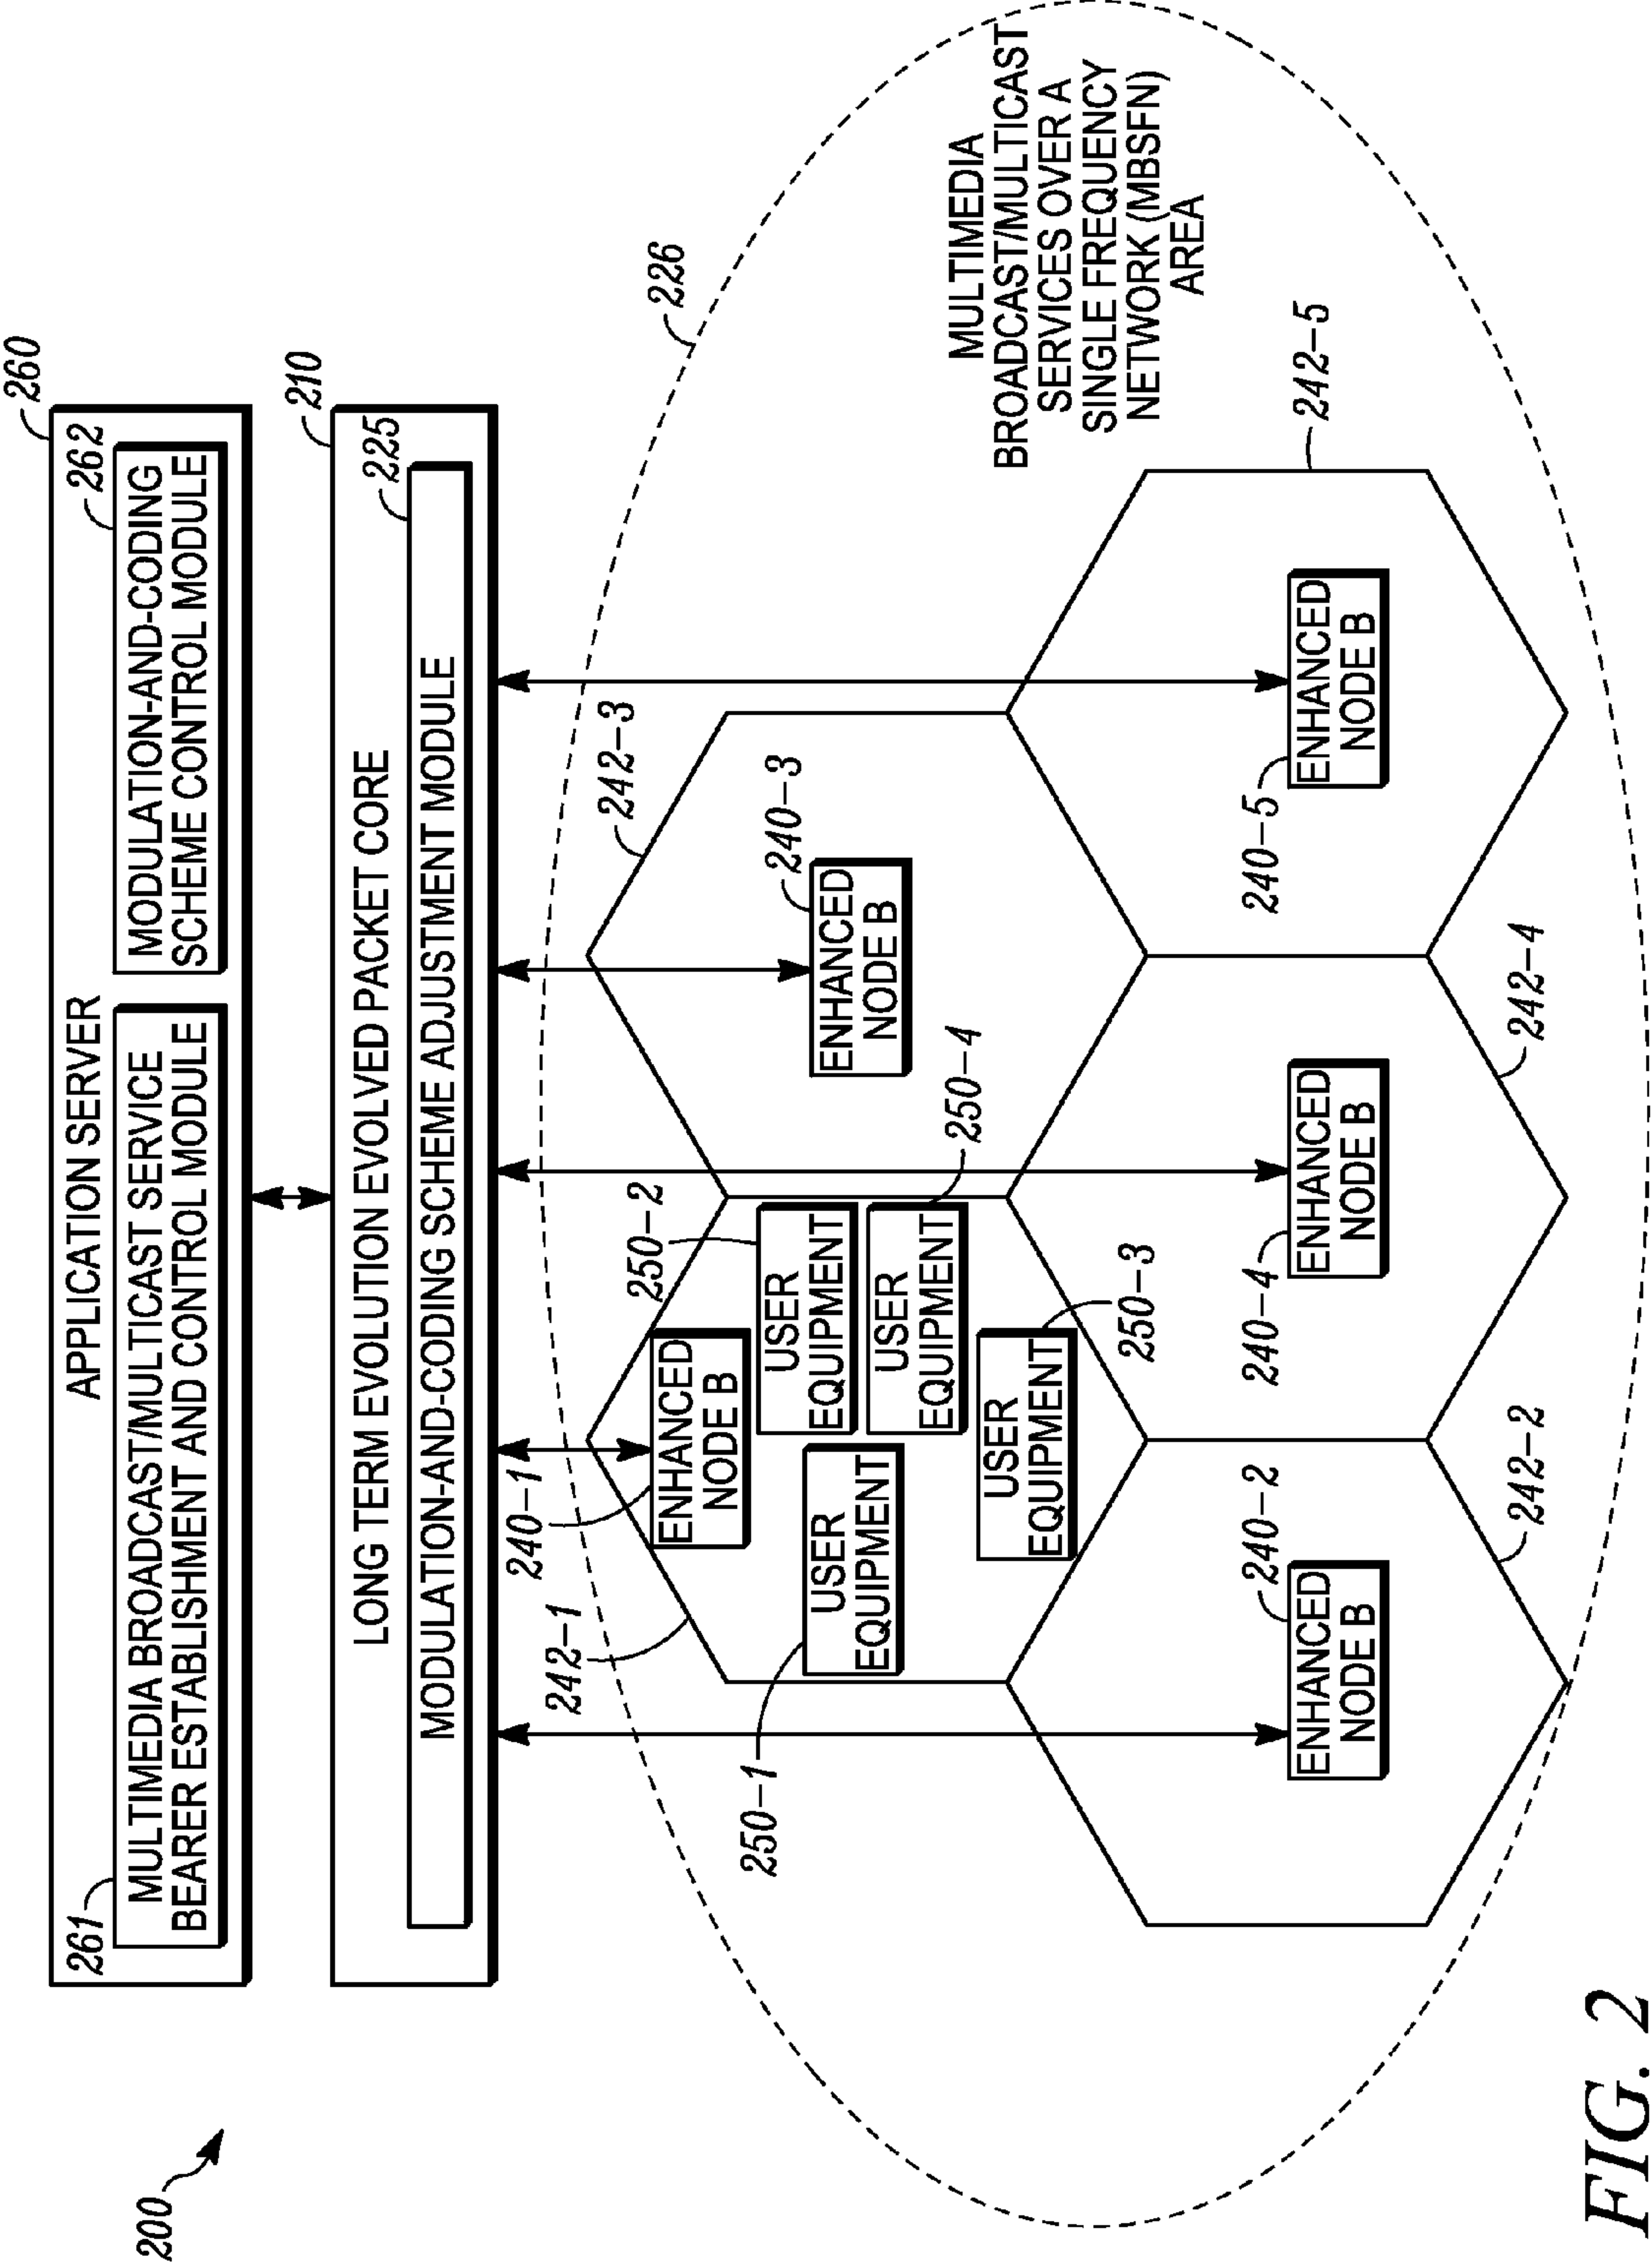 200
260
APPLICATION SERVER
261
MULTIMEDIA BROADCAST/MULTICAST SERVICE
BEARER ESTABLISHMENT AND CONTROL MODULE
262
MODULATION-AND-CODING
SCHEME CONTROL MODULE
210
LONG TERM EVOLUTION EVOLVED PACKET CORE
225
MODULATION-AND-CODING SCHEME ADJUSTMENT MODULE
226
MULTIMEDIA
BROADCAST/MULTICAST
SERVICES OVER A
SINGLE FREQUENCY
NETWORK (MBSFN)
AREA
242-1
240-1
ENHANCED
NODE B
250-1
USER
EQUIPMENT
250-2
USER
EQUIPMENT
250-4
USER
EQUIPMENT
250-3
USER
EQUIPMENT
242-3
240-3
ENHANCED
NODE B
240-2
ENHANCED
NODE B
242-2
240-4
ENHANCED
NODE B
242-4
240-5
ENHANCED
NODE B
242-5
FIG. 2